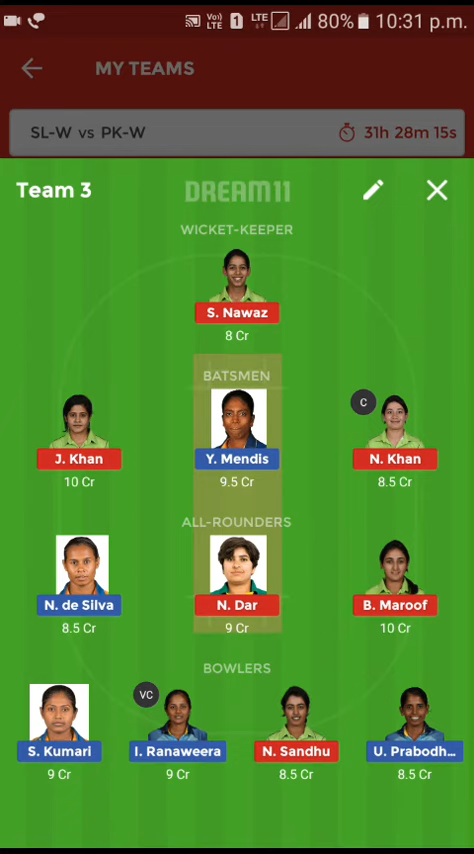 Vo)) LTE 1 LTE 80% 10:31 p.m.
MY TEAMS
SL-W vs PK-W 31h 28m 15s
Team 3 DREAM11
WICKET-KEEPER
S. Nawaz
8 Cr
BATSMEN
C
J. Khan Y. Mendis N. Khan
10 Cr 9.5 Cr 8.5 Cr
ALL-ROUNDERS
N. de Silva N. Dar B. Maroof
8.5 Cr 9 Cr 10 Cr
BOWLERS
VC
S. Kumari I. Ranaweera N. Sandhu U. Prabodh...
9 Cr 9 Cr 8.5 Cr 8.5 Cr